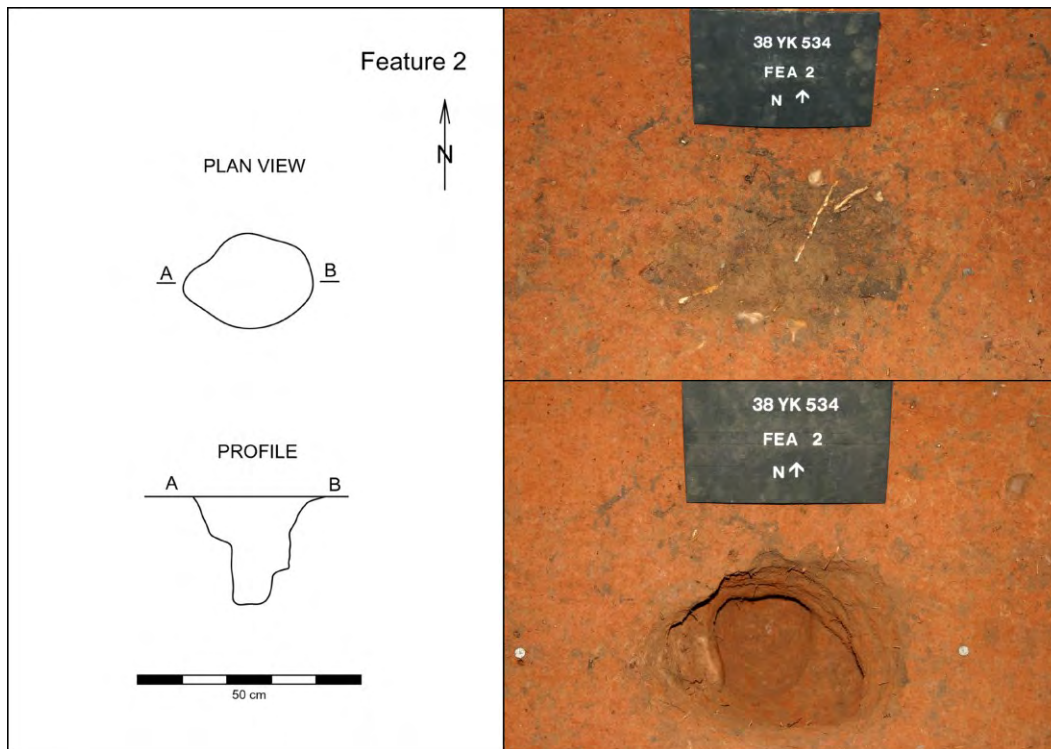 Feature 2
N
PLAN VIEW
A
B
PROFILE
A
B
50 cm
38 YK 534
FEA 2
N ↑
38 YK 534
FEA 2
N ↑